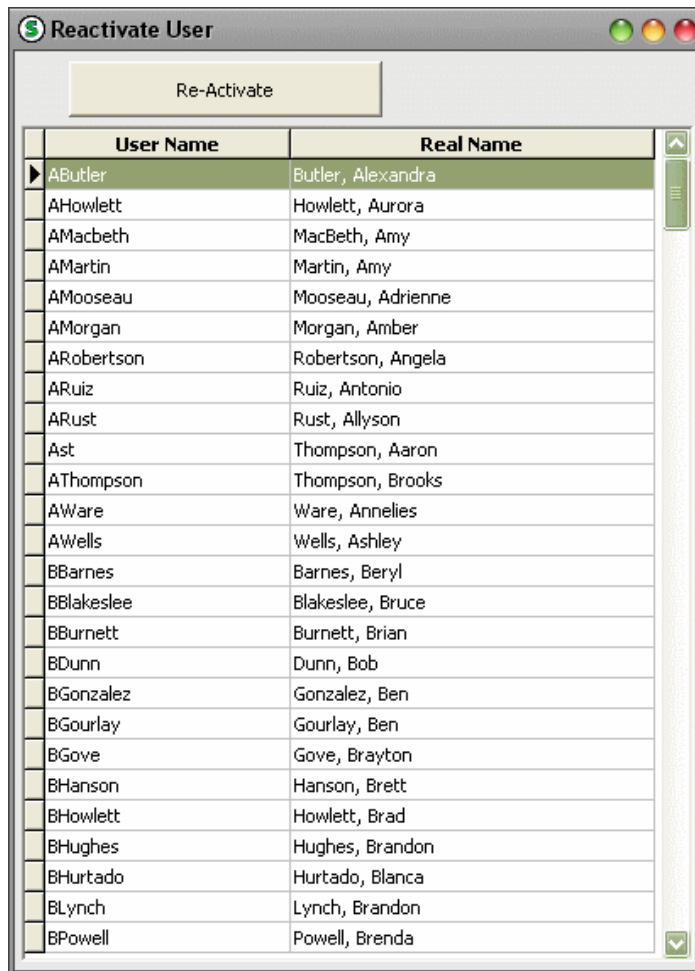 S Reactivate User
Re-Activate
User Name Real Name
AButler Butler, Alexandra
AHowlett Howlett, Aurora
AMacbeth MacBeth, Amy
AMartin Martin, Amy
AMooseau Mooseau, Adrienne
AMorgan Morgan, Amber
ARobertson Robertson, Angela
ARuiz Ruiz, Antonio
ARust Rust, Allyson
Ast Thompson, Aaron
AThompson Thompson, Brooks
AWare Ware, Annelies
AWells Wells, Ashley
BBarnes Barnes, Beryl
BBlakeslee Blakeslee, Bruce
BBurnett Burnett, Brian
BDunn Dunn, Bob
BGonzalez Gonzalez, Ben
BGourlay Gourlay, Ben
BGove Gove, Brayton
BHanson Hanson, Brett
BHowlett Howlett, Brad
BHughes Hughes, Brandon
BHurtado Hurtado, Blanca
BLynch Lynch, Brandon
BPowell Powell, Brenda